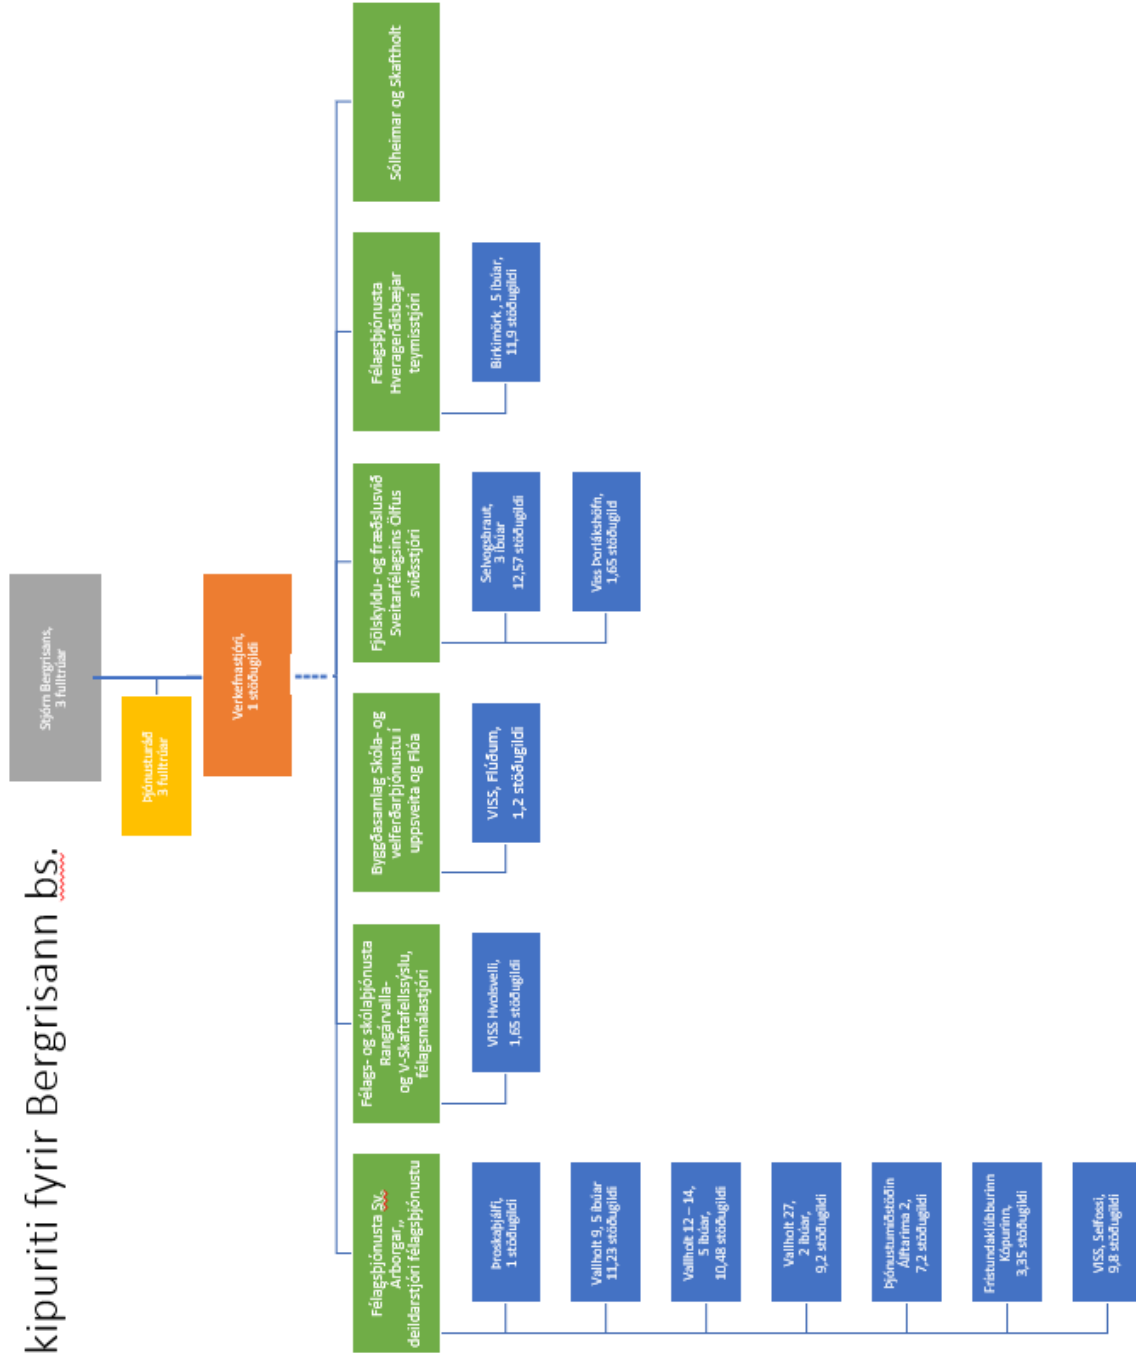 kipuriti fyrir Bergrisann bs.
Stjórn Bergrisans,
3 fulltrúar
Þjónusturáð
3 fulltrúar
Verkefnastjóri,
1 stöðugildi
Félagsþjónusta Sv.
Árborgar,,
deildarstjóri félagsþjónustu
Þroskaþjálfi,
1 stöðugildi
Vallholt 9, 5 íbúar
11,23 stöðugildi
Vallholt 12 – 14,
5 íbúar,
10,48 stöðugildi
Vallholt 27,
2 íbúar,
9,2 stöðugildi
Þjónustumiðstöðin
Álftarima 2,
7,2 stöðugildi
Frístundaklúbburinn
Kópurinn,
3,35 stöðugildi
VISS, Selfossi,
9,8 stöðugildi
Félags- og skólaþjónusta
Rangárvalla-
og V-Skaftafellssýslu,
félagsmálastjóri
VISS Hvolsvelli,
1,65 stöðugildi
Byggðasamlag Skóla- og
velferðarþjónustu í
uppsveita og Flóa
VISS, Flúðum,
1,2 stöðugildi
Fjölskyldu- og fræðslusvið
Sveitarfélagsins Ölfus
sviðsstjóri
Selvogsbraut,
3 íbúar
12,57 stöðugildi
Viss Þorlákshöfn,
1,65 stöðugild
Félagsþjónusta
Hveragerðisbæjar
teymisstjóri
Birkimörk , 5 íbúar,
11,9 stöðugildi
Sólheimar og Skaftholt